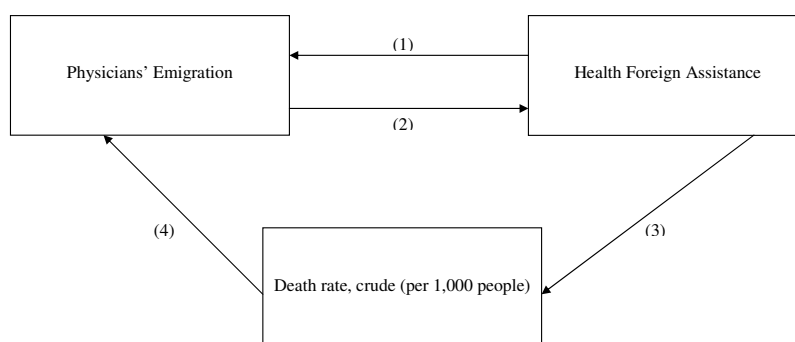 (1)
Physicians’ Emigration
Health Foreign Assistance
(2)
(4)
(3)
Death rate, crude (per 1,000 people)